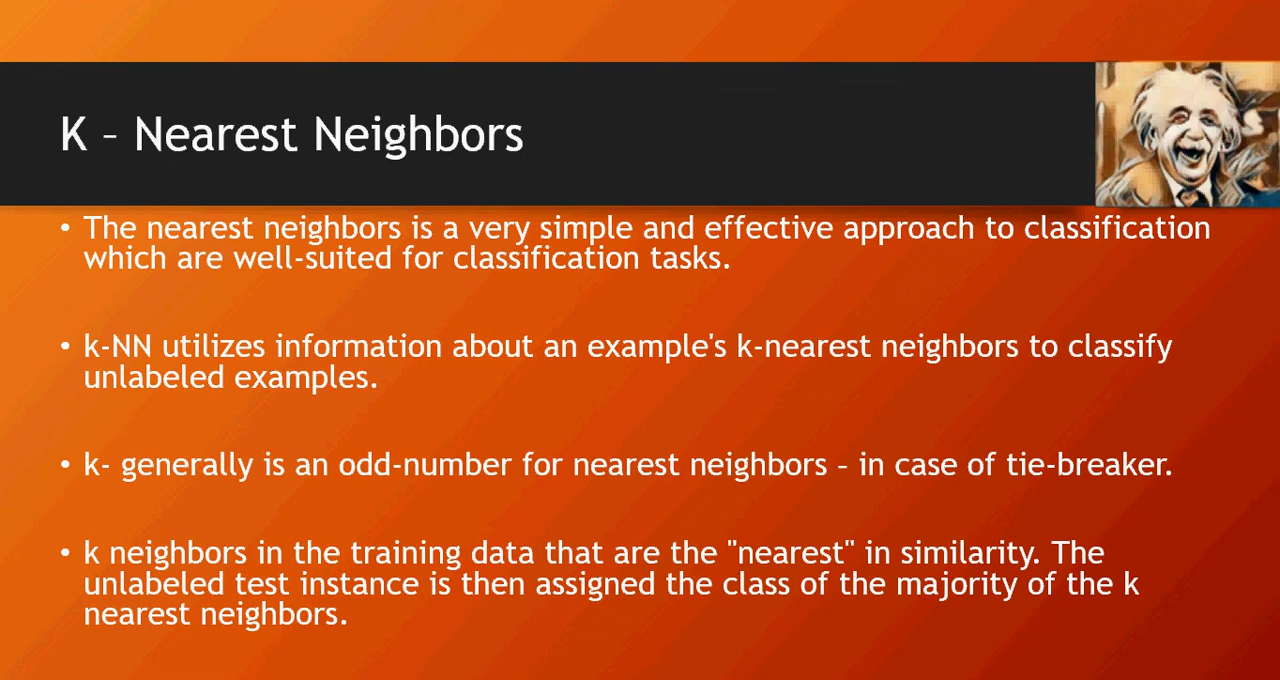 K – Nearest Neighbors
• The nearest neighbors is a very simple and effective approach to classification
which are well-suited for classification tasks.
• k-NN utilizes information about an example's k-nearest neighbors to classify
unlabeled examples.
• k- generally is an odd-number for nearest neighbors – in case of tie-breaker.
• k neighbors in the training data that are the "nearest" in similarity. The
unlabeled test instance is then assigned the class of the majority of the k
nearest neighbors.